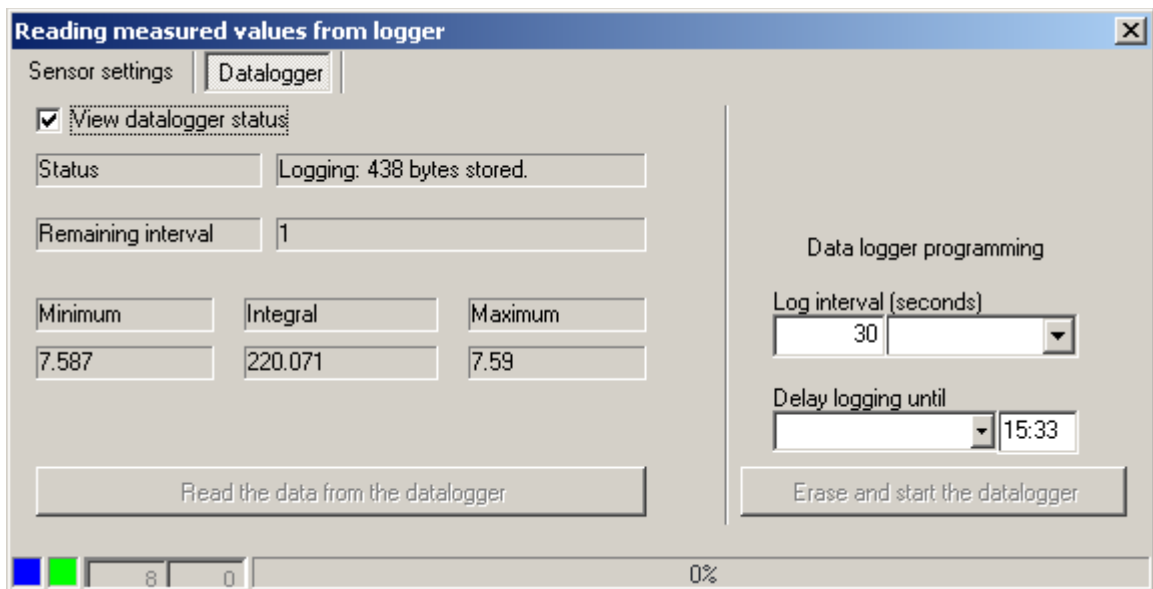 Reading measured values from logger
Sensor settings Datalogger
View datalogger status
Status Logging: 438 bytes stored.
Remaining interval 1
Minimum Integral Maximum
7.587 220.071 7.59
Read the data from the datalogger
Data logger programming
Log interval (seconds)
30
Delay logging until
15:33
Erase and start the datalogger
8 0 0%